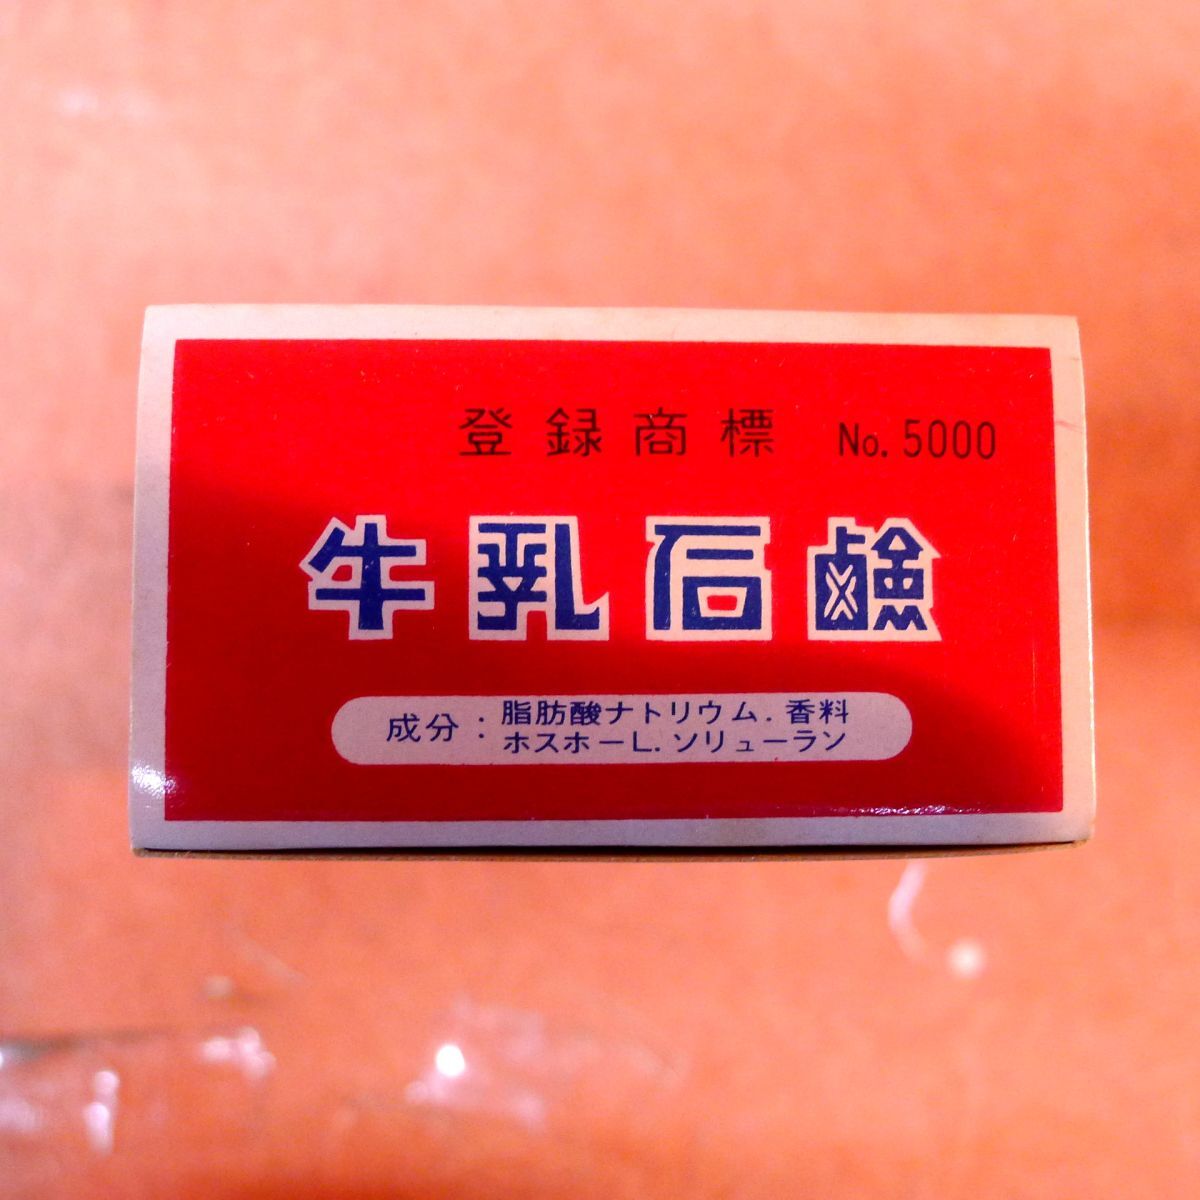 登録商標 No. 5000
牛乳石鹸
成分：脂肪酸ナトリウム．香料
ホスホーL．ソリューラン